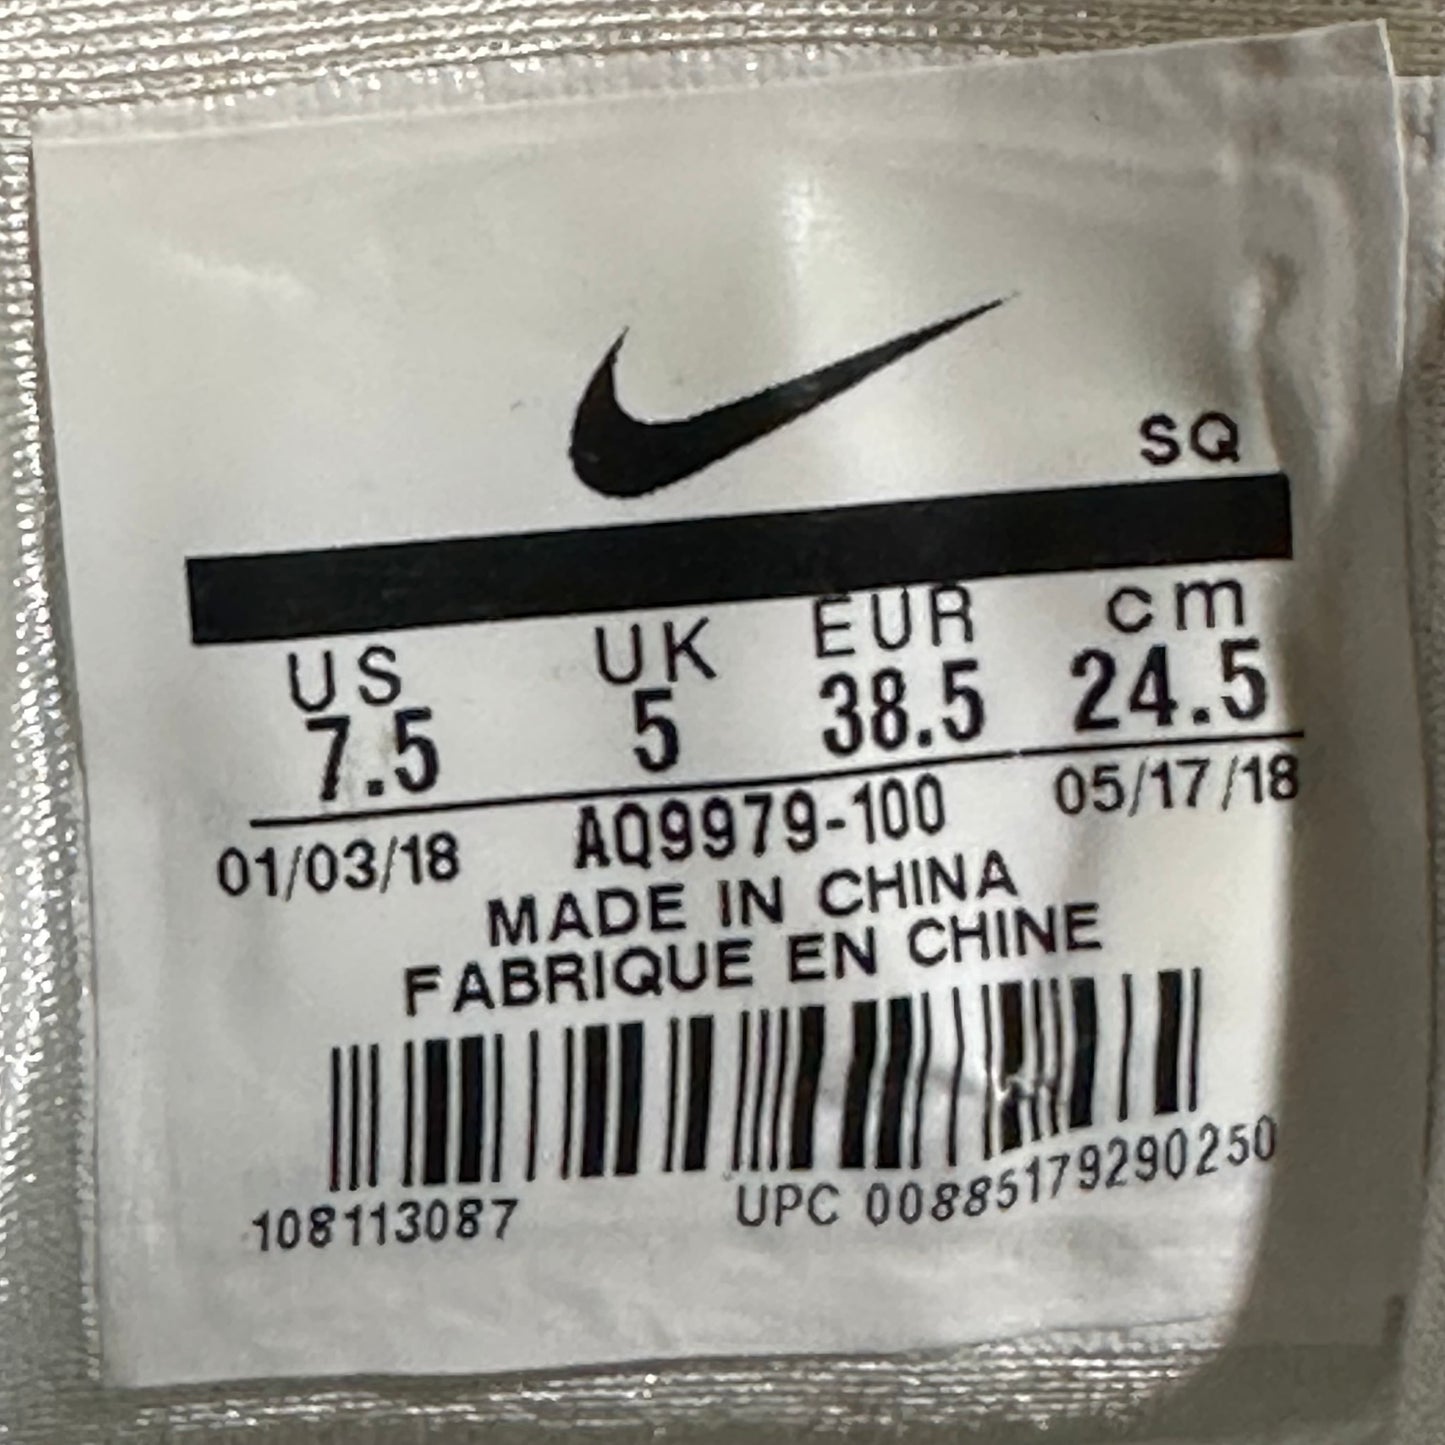 SQ
US UK EUR cm
7.5 5 38.5 24.5
01/03/18 AQ9979-100 05/17/18
MADE IN CHINA
FABRIQUE EN CHINE
108113087 UPC 00885179290250